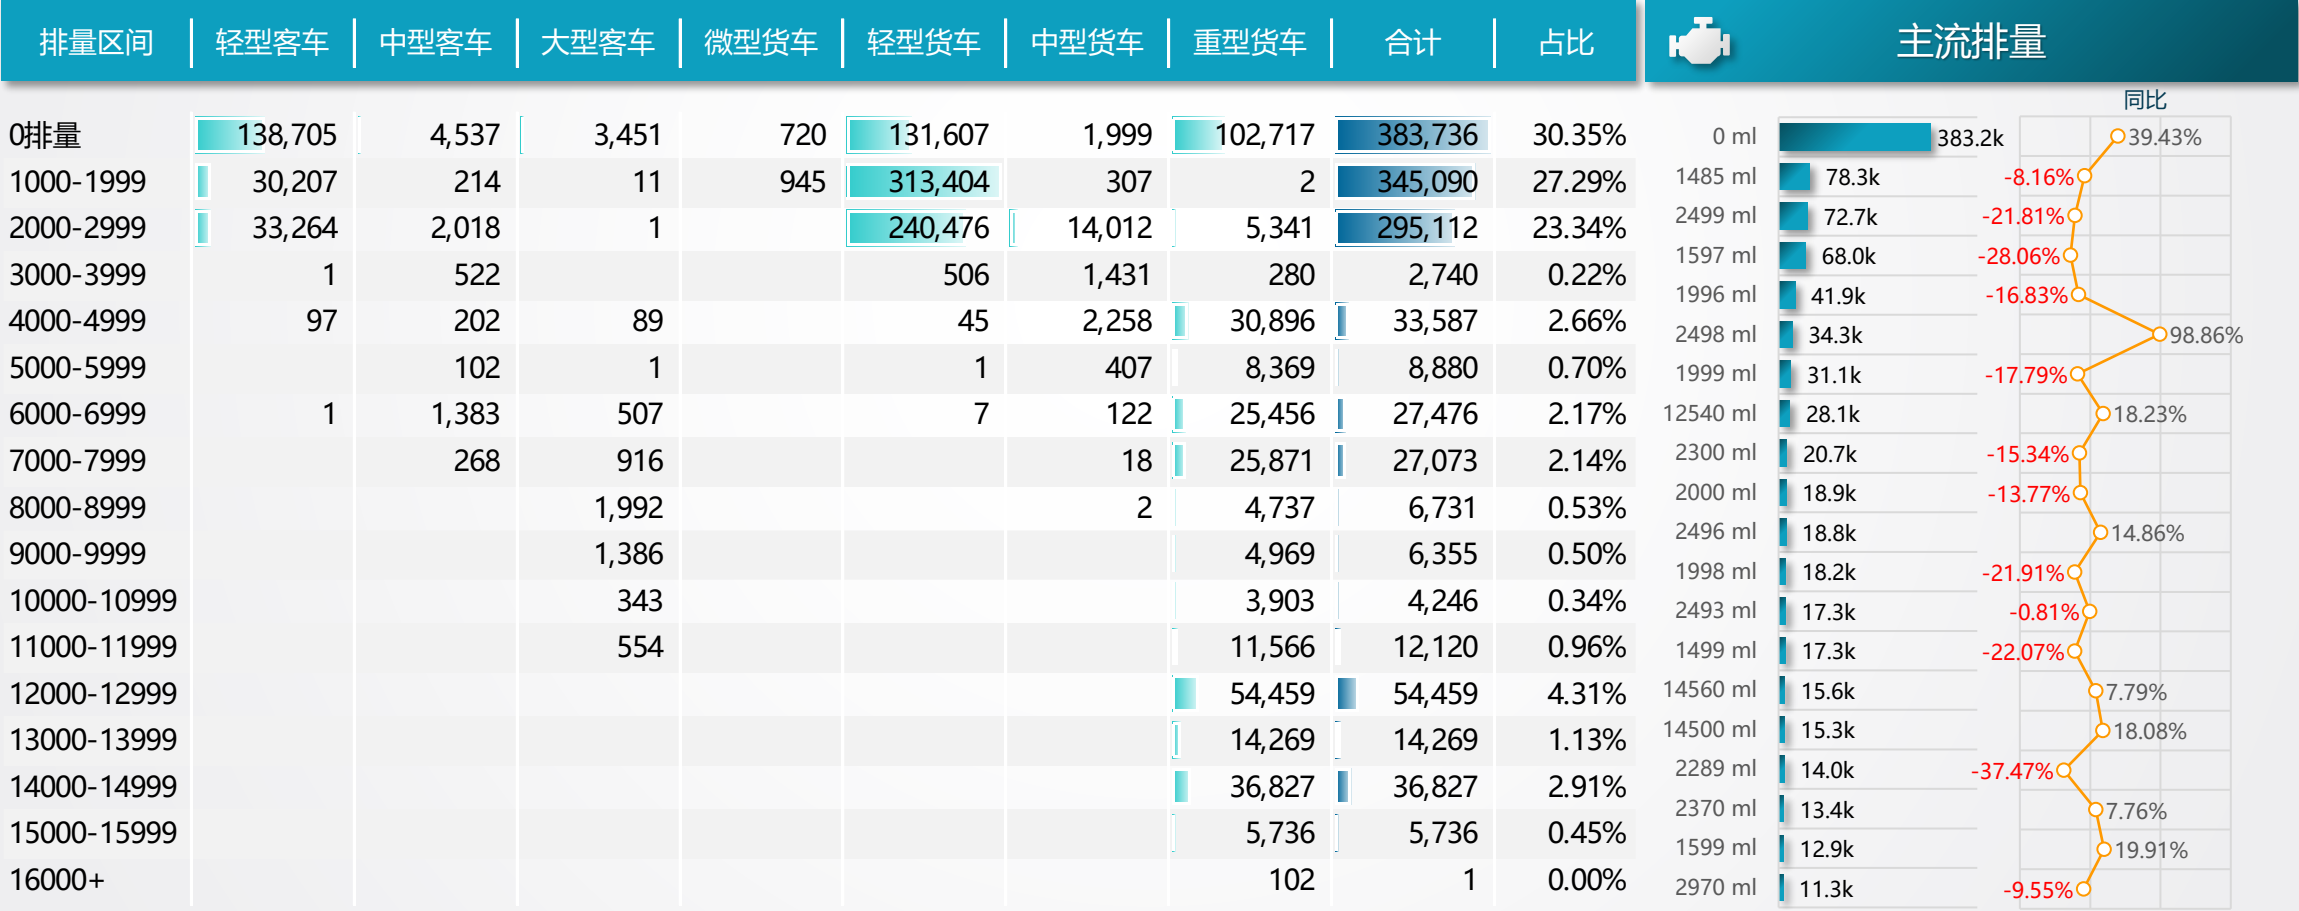 排量区间 轻型客车 中型客车 大型客车 微型货车 轻型货车 中型货车 重型货车 合计 占比
0排量 138,705 4,537 3,451 720 131,607 1,999 102,717 383,736 30.35%
1000-1999 30,207 214 11 945 313,404 307 2 345,090 27.29%
2000-2999 33,264 2,018 1 240,476 14,012 5,341 295,112 23.34%
3000-3999 1 522 506 1,431 280 2,740 0.22%
4000-4999 97 202 89 45 2,258 30,896 33,587 2.66%
5000-5999 102 1 1 407 8,369 8,880 0.70%
6000-6999 1 1,383 507 7 122 25,456 27,476 2.17%
7000-7999 268 916 18 25,871 27,073 2.14%
8000-8999 1,992 2 4,737 6,731 0.53%
9000-9999 1,386 4,969 6,355 0.50%
10000-10999 343 3,903 4,246 0.34%
11000-11999 554 11,566 12,120 0.96%
12000-12999 54,459 54,459 4.31%
13000-13999 14,269 14,269 1.13%
14000-14999 36,827 36,827 2.91%
15000-15999 5,736 5,736 0.45%
16000+ 102 1 0.00%
主流排量
同比
0 ml 383.2k 39.43%
1485 ml 78.3k -8.16%
2499 ml 72.7k -21.81%
1597 ml 68.0k -28.06%
1996 ml 41.9k -16.83%
2498 ml 34.3k 98.86%
1999 ml 31.1k -17.79%
12540 ml 28.1k 18.23%
2300 ml 20.7k -15.34%
2000 ml 18.9k -13.77%
2496 ml 18.8k 14.86%
1998 ml 18.2k -21.91%
2493 ml 17.3k -0.81%
1499 ml 17.3k -22.07%
14560 ml 15.6k 7.79%
14500 ml 15.3k 18.08%
2289 ml 14.0k -37.47%
2370 ml 13.4k 7.76%
1599 ml 12.9k 19.91%
2970 ml 11.3k -9.55%